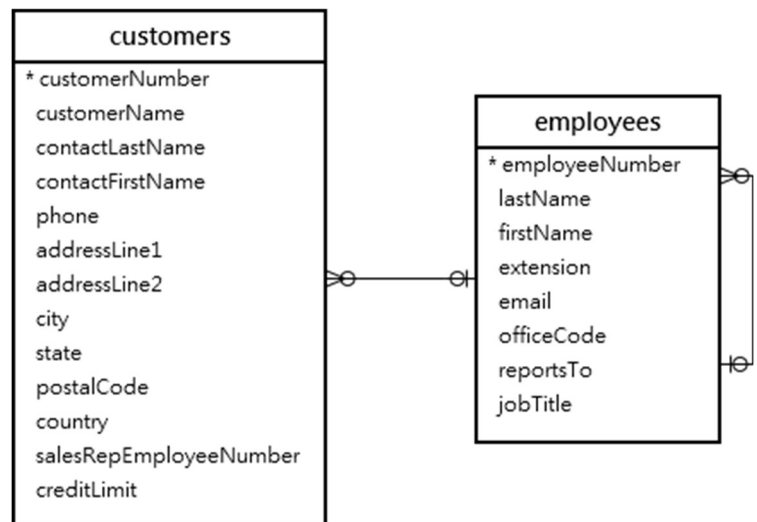 customers
* customerNumber
customerName
contactLastName
contactFirstName
phone
addressLine1
addressLine2
city
state
postalCode
country
salesRepEmployeeNumber
creditLimit
employees
* employeeNumber
lastName
firstName
extension
email
officeCode
reportsTo
jobTitle